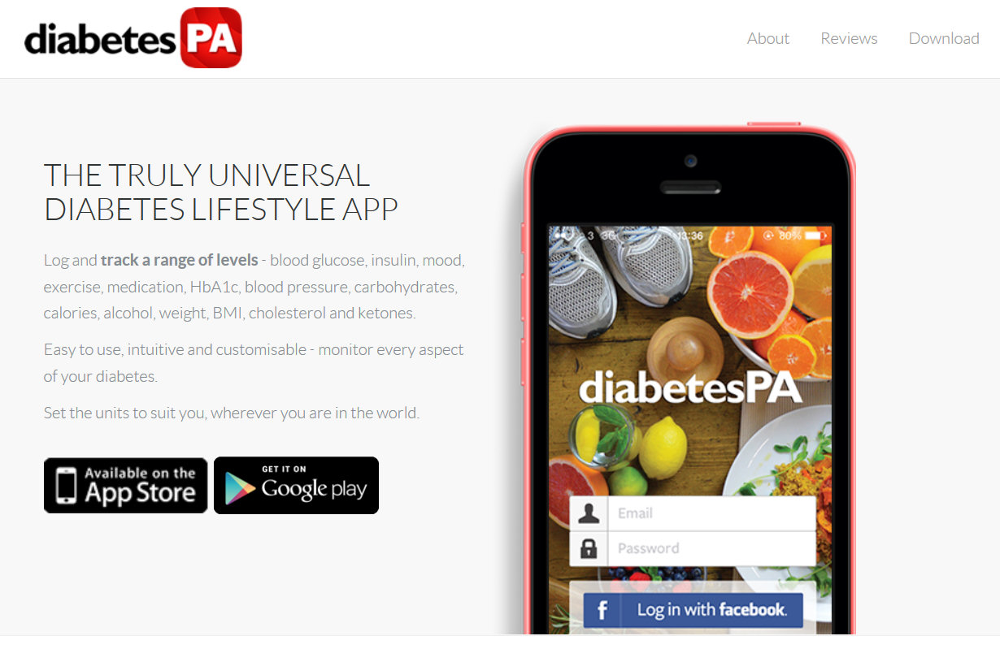 diabetes PA
About Reviews Download
THE TRULY UNIVERSAL
DIABETES LIFESTYLE APP
Log and track a range of levels - blood glucose, insulin, mood,
exercise, medication, HbA1c, blood pressure, carbohydrates,
calories, alcohol, weight, BMI, cholesterol and ketones.
Easy to use, intuitive and customisable - monitor every aspect
of your diabetes.
Set the units to suit you, wherever you are in the world.
Available on the
App Store
GET IT ON
Google play
3 3G 13:36 80%
diabetesPA
Email
Password
f Log in with facebook.